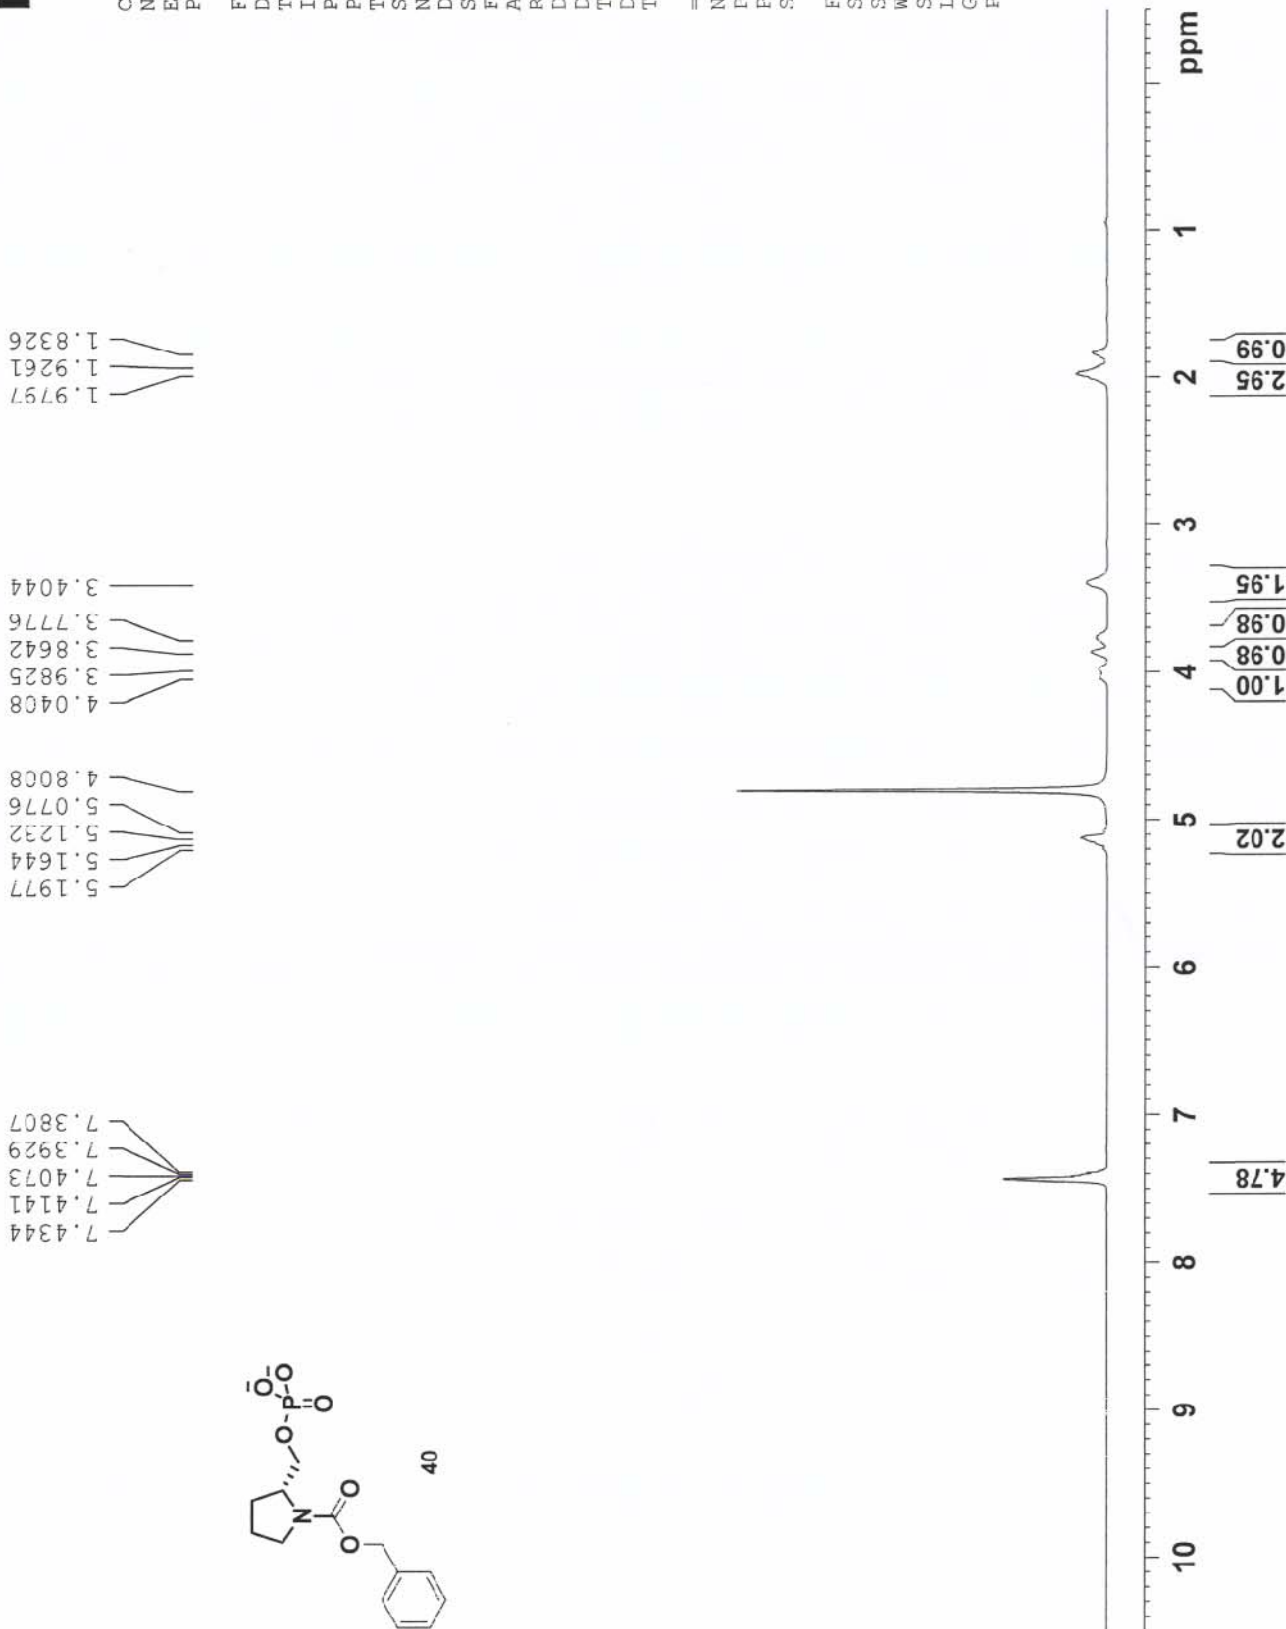 7.4344
7.4141
7.4073
7.3929
7.3807
5.1977
5.1644
5.1232
5.0776
4.8008
4.0408
3.9825
3.8642
3.7776
3.4044
1.9797
1.9261
1.8326
C
N
E
P
F
D
T
I
P
P
T
S
N
D
S
F
A
R
D
D
T
D
T
=
N
P
P
S
F
S
S
W
S
L
G
P
O
O
P
O
O
N
O
O
40
10
9
8
7
6
5
4
3
2
1
ppm
4.78
2.02
1.00
0.98
0.98
1.95
2.95
0.99